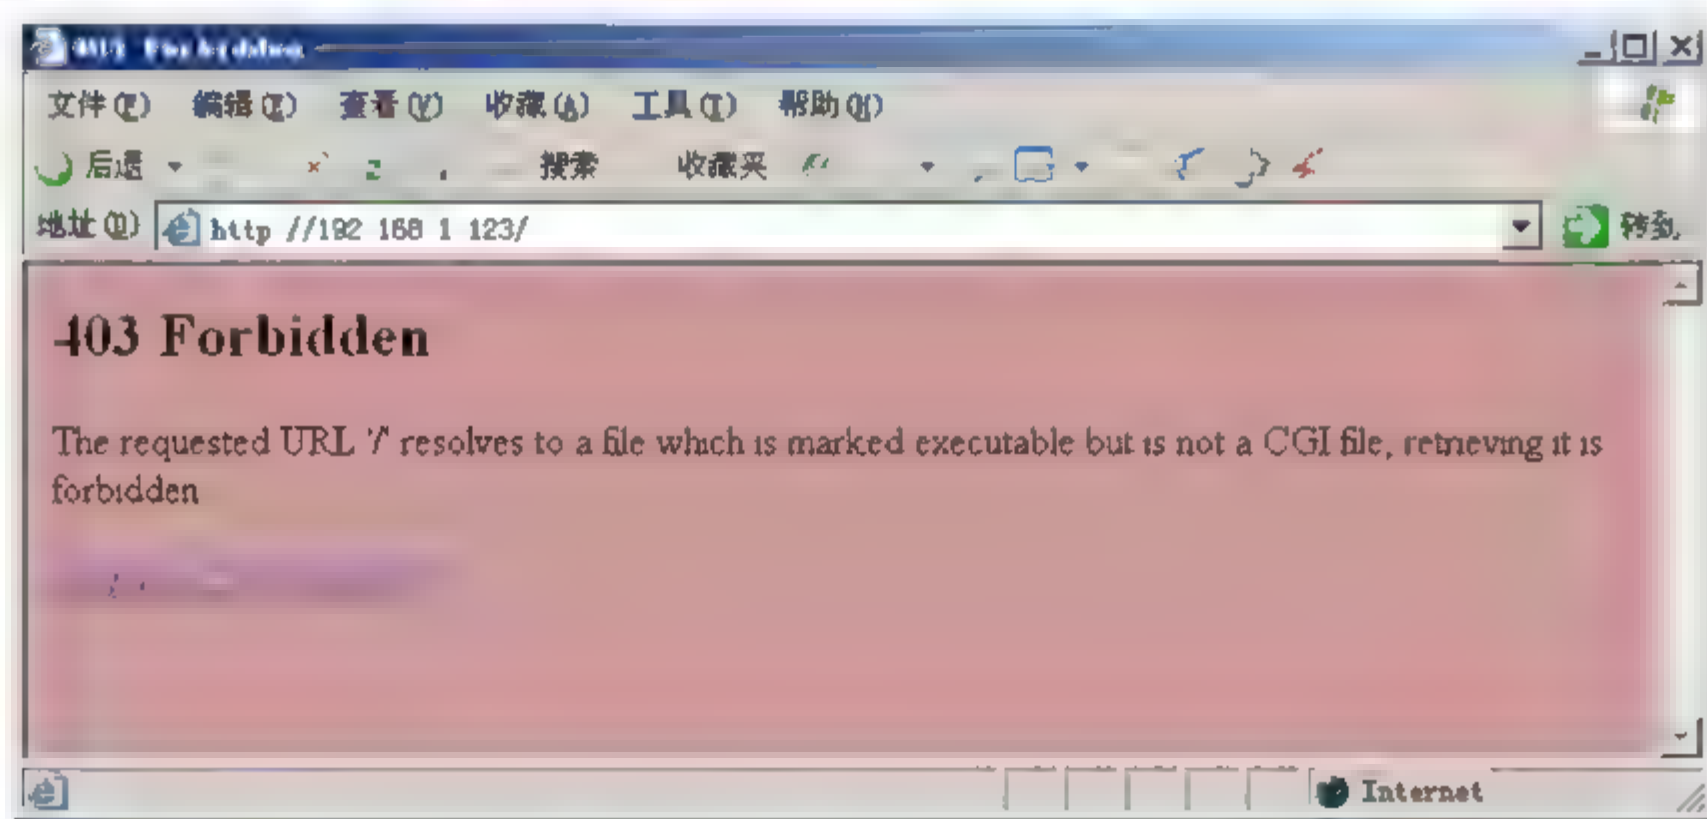 403 Forbidden
文件(F) 编辑(E) 查看(V) 收藏(A) 工具(T) 帮助(H)
后退 搜索 收藏夹
地址(D) http //192 168 1 123/ 转到
403 Forbidden
The requested URL '/' resolves to a file which is marked executable but is not a CGI file, retrieving it is
forbidden
Internet